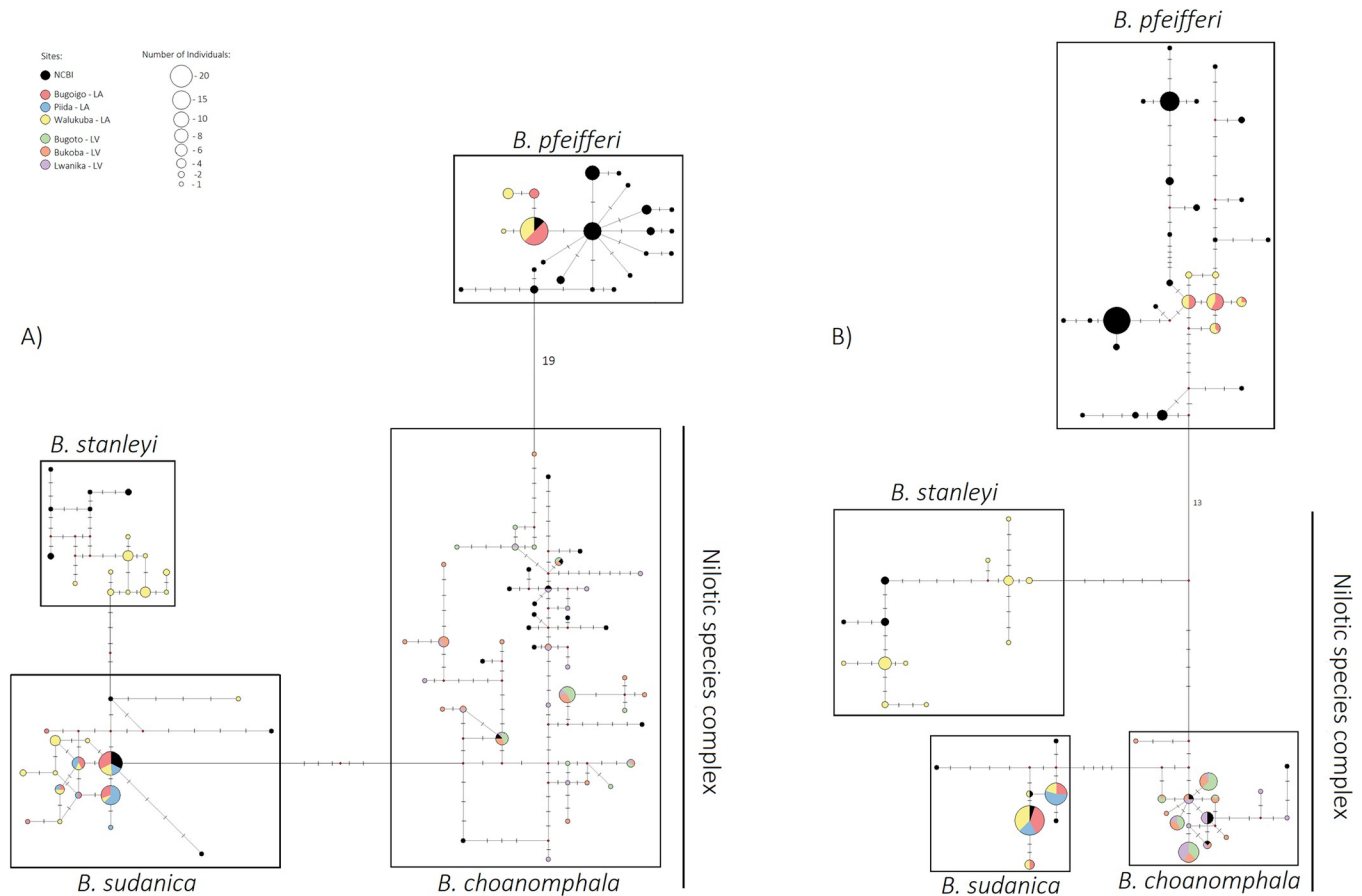 Sites:
NCBI
Bugoigo - LA
Piida - LA
Walukuba - LA
Bugoto - LV
Bukoba - LV
Lwanika - LV
Number of Individuals:
- 20
- 15
- 10
- 8
- 6
- 4
- 2
- 1
A)
B. pfeifferi
19
B. stanleyi
B. sudanica
B. choanomphala
Nilotic species complex
B)
B. pfeifferi
13
B. stanleyi
B. sudanica
B. choanomphala
Nilotic species complex